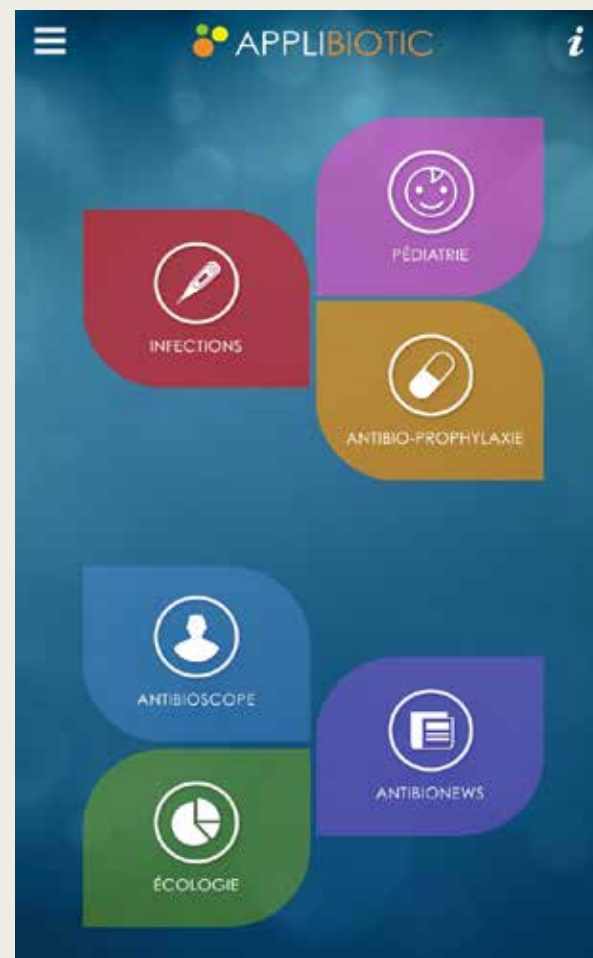 APPLIBIOTIC
i
PÉDIATRIE
INFECTIONS
ANTIBIO-PROPHYLAXIE
ANTIBIOSCOPE
ANTIBIONEWS
ÉCOLOGIE